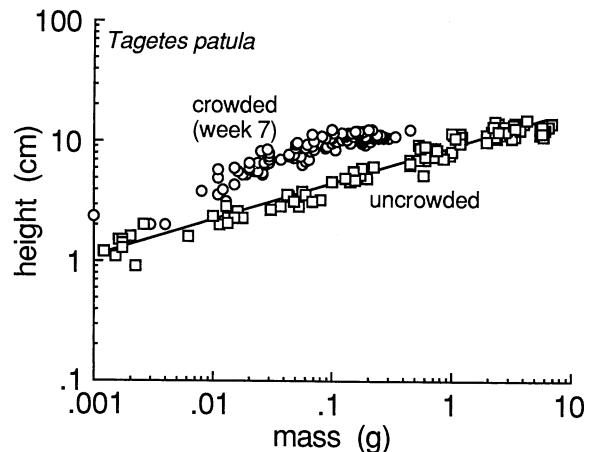 100
Tagetes patula
crowded
(week 7)
10
uncrowded
height (cm)
1
.1
.001
.01
.1
1
10
mass (g)